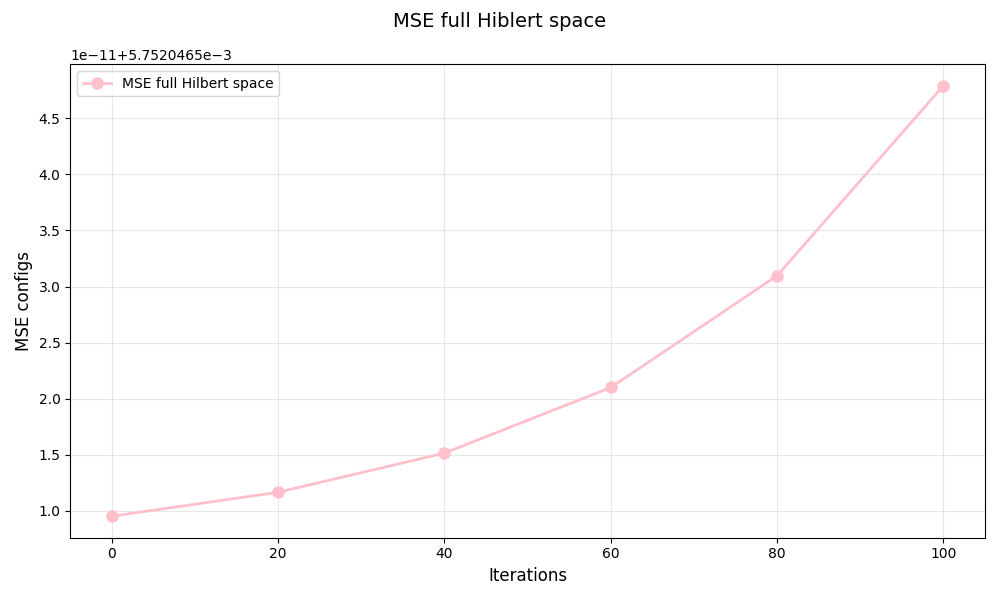 MSE full Hiblert space
1e−11+5.7520465e−3
MSE full Hilbert space
MSE configs
4.5
4.0
3.5
3.0
2.5
2.0
1.5
1.0
0 20 40 60 80 100
Iterations